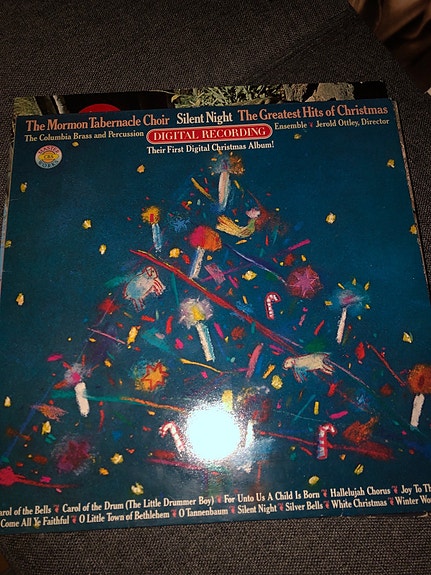 The Mormon Tabernacle Choir Silent Night The Greatest Hits of Christmas
The Columbia Brass and Percussion DIGITAL RECORDING Ensemble Jerold Ottley, Director
Their First Digital Christmas Album!
CBS
of the Bells Carol of the Drum (The Little Drummer Boy) For Unto Us A Child Is Born Hallelujah Chorus Joy To
Come All Ye Faithful O Little Town of Bethlehem O Tannenbaum Silent Night Silver Bells White Christmas Winter